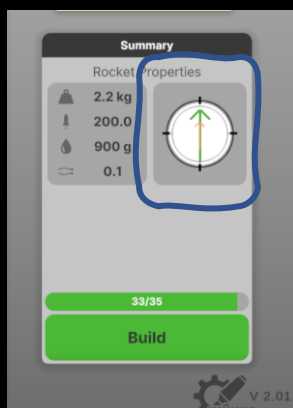 Summary
Rocket Properties
2.2 kg
200.0
900 g
0.1
33/35
Build
V 2.01